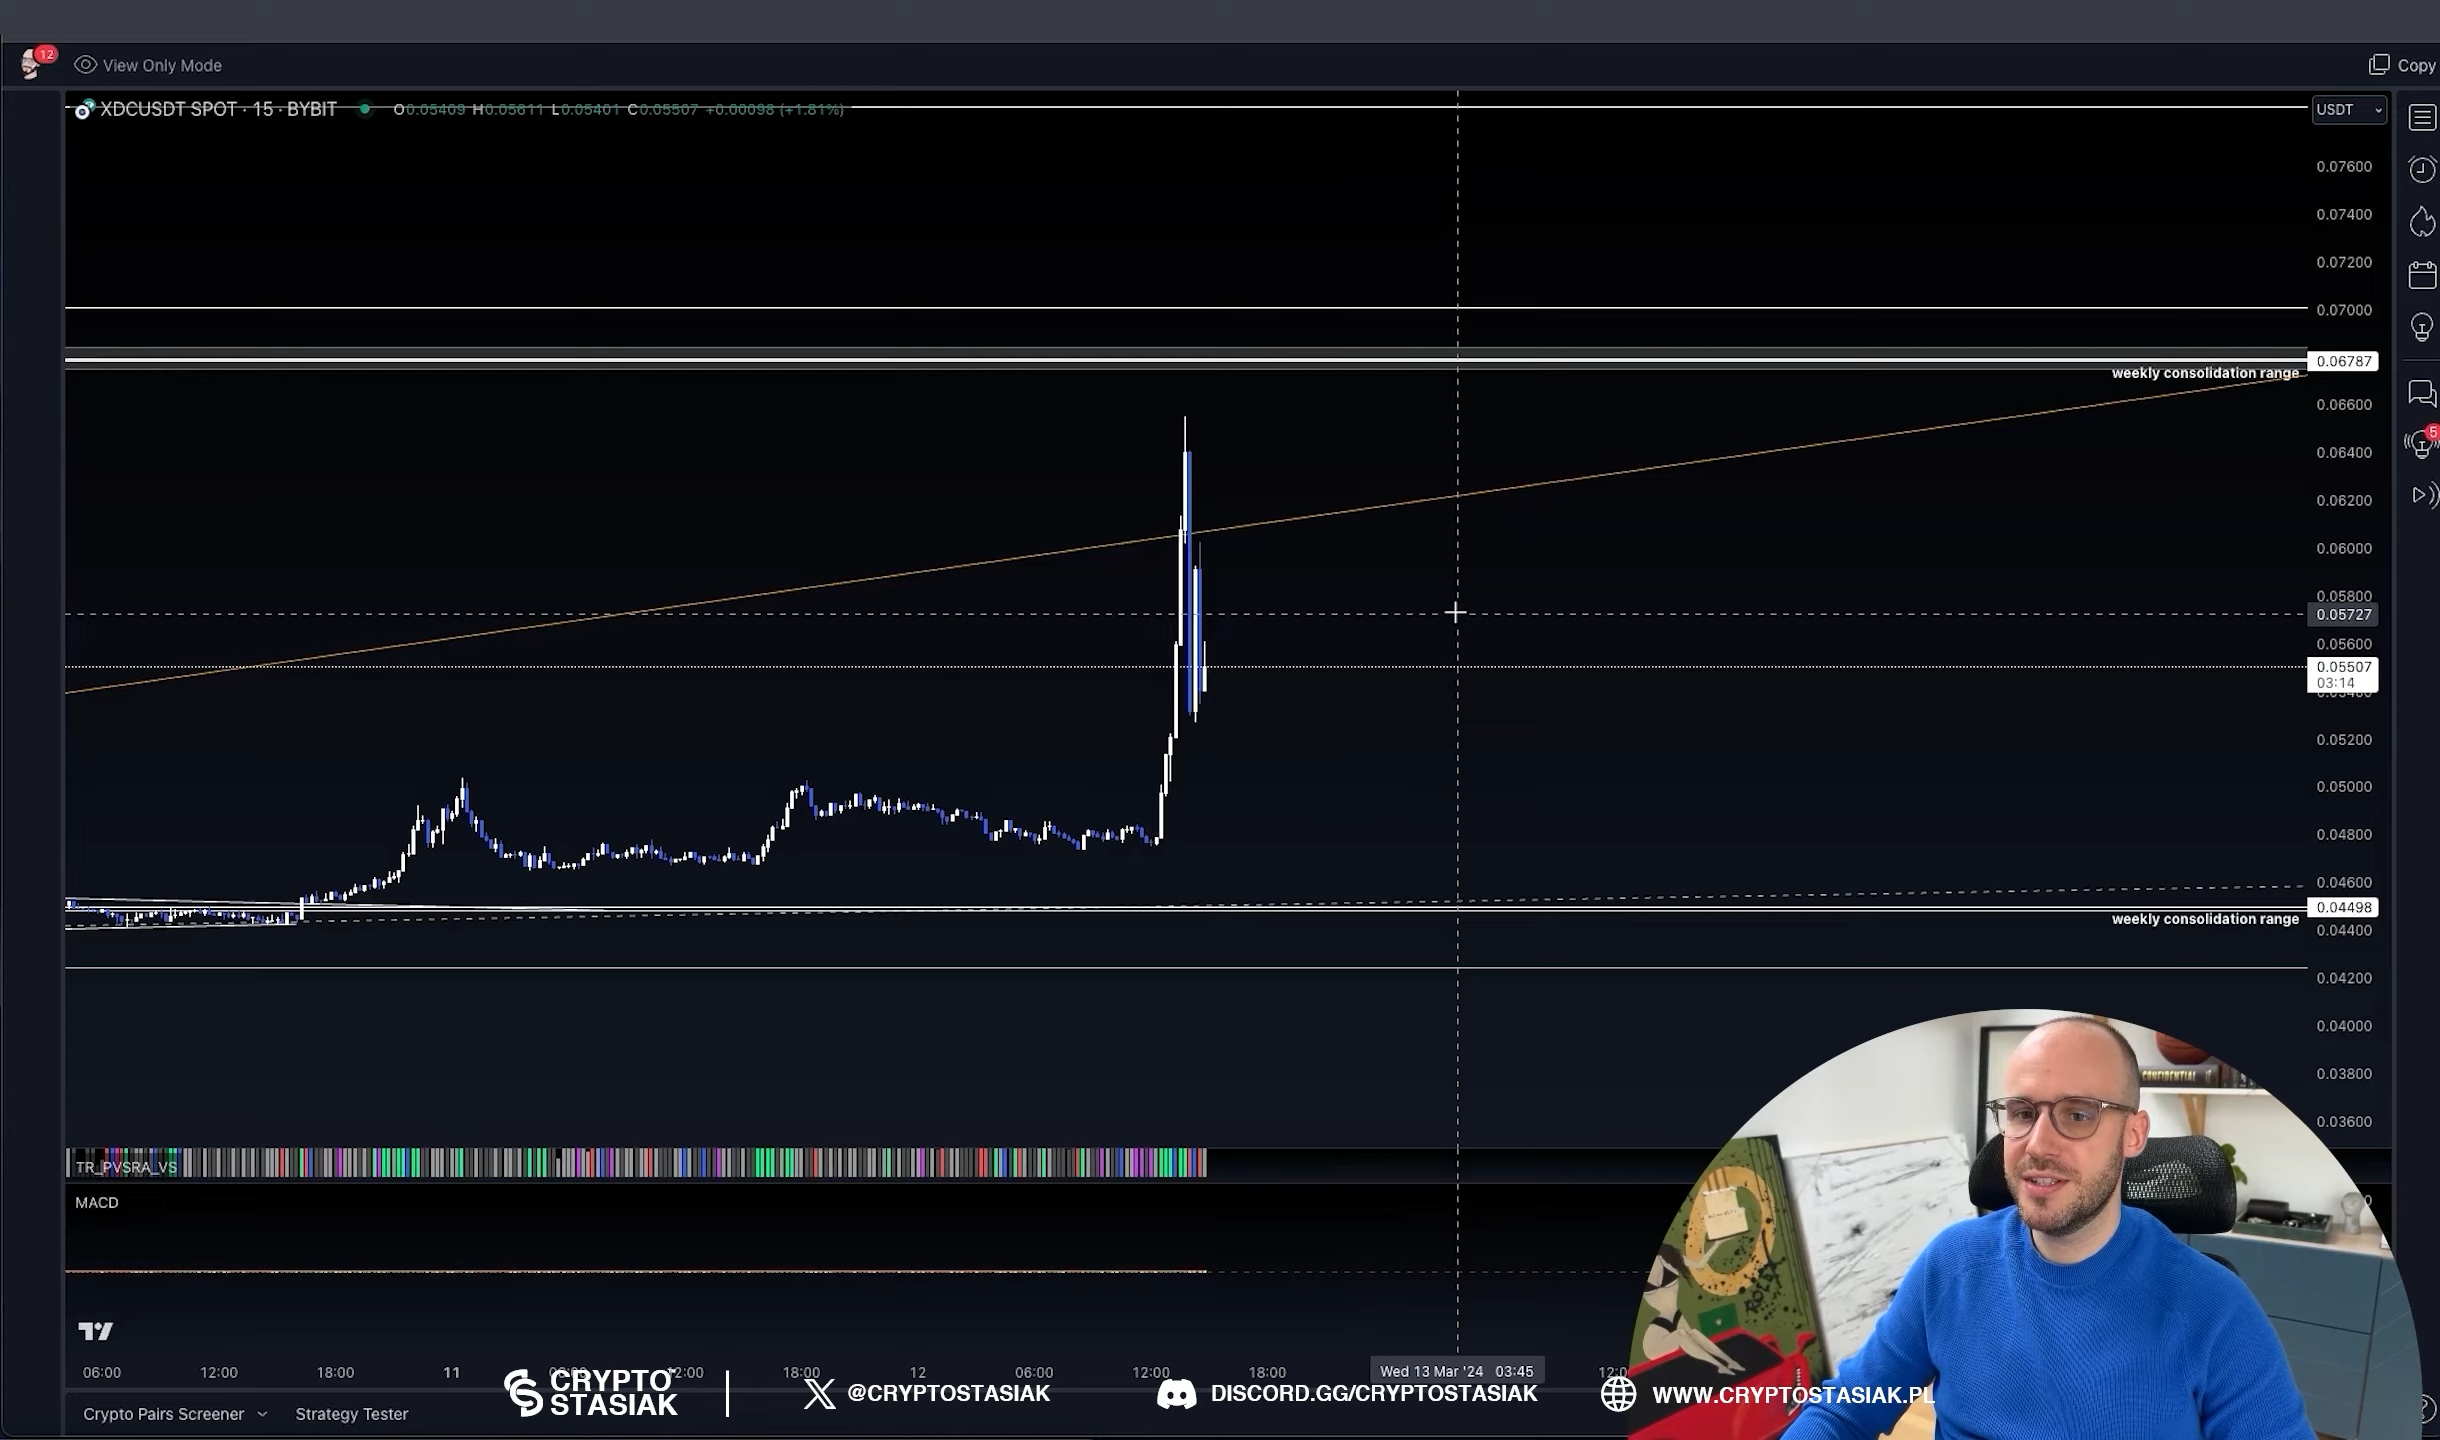 12
View Only Mode
Copy
XDCUSDT SPOT · 15 · BYBIT
O0.05409 H0.05611 L0.05401 C0.05507 +0.00098 (+1.81%)
USDT
0.07600
0.07400
0.07200
0.07000
0.06787
weekly consolidation range
0.06600
0.06400
5
0.06200
0.06000
0.05800
0.05727
0.05600
0.05507
03:14
0.05200
0.05000
0.04800
0.04600
0.04498
weekly consolidation range
0.04400
0.04200
0.04000
0.03800
0.03600
CONFIDENTIAL
TR_PVSRA_VS
MACD
06:00
12:00
18:00
11
18:00
12
06:00
12:00
18:00
Wed 13 Mar '24 03:45
CRYPTO
STASIAK
@CRYPTOSTASIAK
DISCORD.GG/CRYPTOSTASIAK
WWW.CRYPTOSTASIAK.PL
Crypto Pairs Screener
Strategy Tester